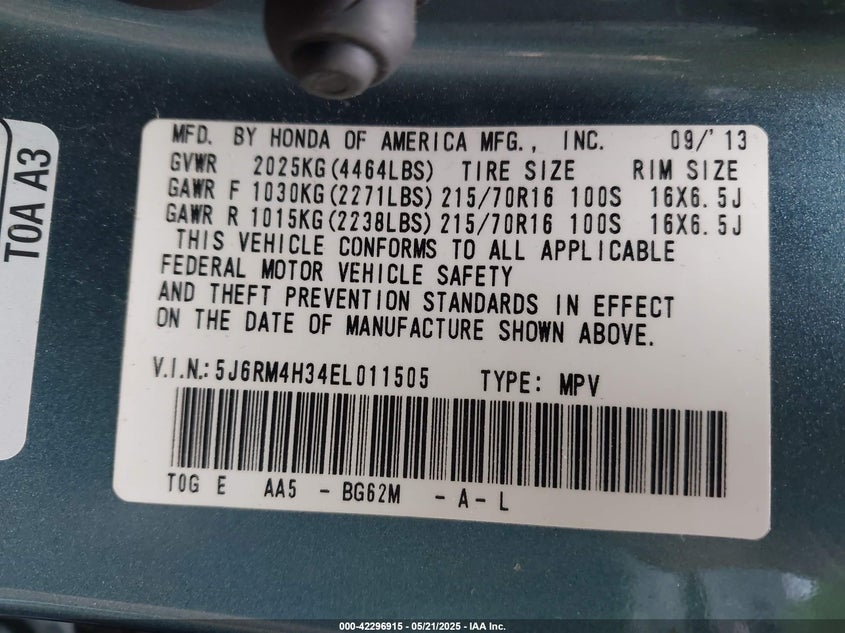 MFD. BY HONDA OF AMERICA MFG., INC. 09/'13
GVWR 2025KG(4464LBS) TIRE SIZE RIM SIZE
GAWR F 1030KG(2271LBS) 215/70R16 100S 16X6.5J
GAWR R 1015KG(2238LBS) 215/70R16 100S 16X6.5J
THIS VEHICLE CONFORMS TO ALL APPLICABLE
FEDERAL MOTOR VEHICLE SAFETY
AND THEFT PREVENTION STANDARDS IN EFFECT
ON THE DATE OF MANUFACTURE SHOWN ABOVE.
V.I.N.: 5J6RM4H34EL011505 TYPE: MPV
T0G E AA5 - BG62M - A - L
T0A A3
000-42296915 - 05/21/2025 - IAA Inc.